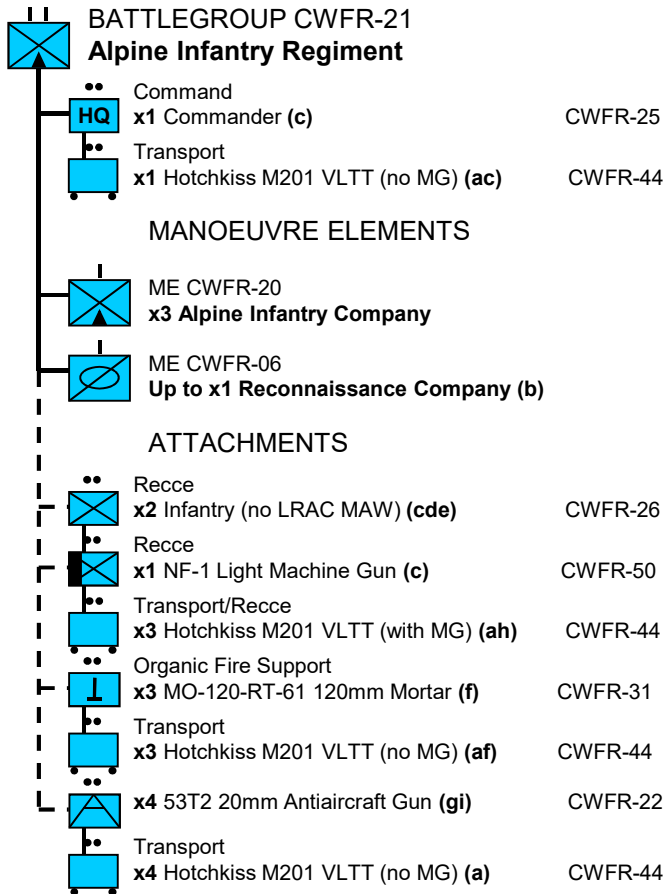 BATTLEGROUP CWFR-21
Alpine Infantry Regiment
Command
HQ x1 Commander (c) CWFR-25
Transport
x1 Hotchkiss M201 VLTT (no MG) (ac) CWFR-44
MANOEUVRE ELEMENTS
ME CWFR-20
x3 Alpine Infantry Company
ME CWFR-06
Up to x1 Reconnaissance Company (b)
ATTACHMENTS
Recce
x2 Infantry (no LRAC MAW) (cde) CWFR-26
Recce
x1 NF-1 Light Machine Gun (c) CWFR-50
Transport/Recce
x3 Hotchkiss M201 VLTT (with MG) (ah) CWFR-44
Organic Fire Support
x3 MO-120-RT-61 120mm Mortar (f) CWFR-31
Transport
x3 Hotchkiss M201 VLTT (no MG) (af) CWFR-44
x4 53T2 20mm Antiaircraft Gun (gi) CWFR-22
Transport
x4 Hotchkiss M201 VLTT (no MG) (a) CWFR-44